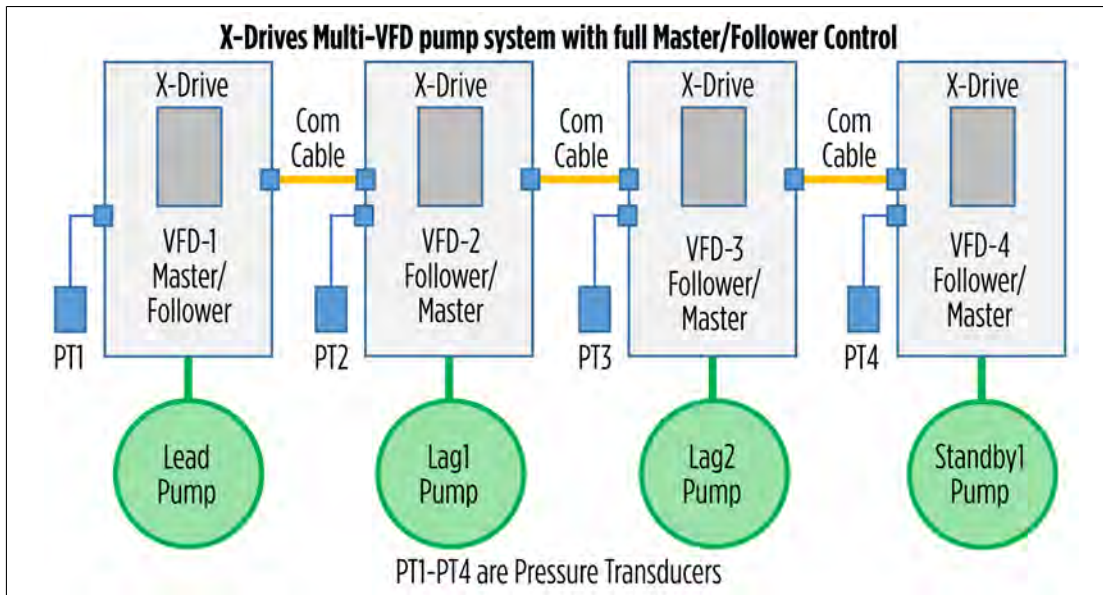 X-Drives Multi-VFD pump system with full Master/Follower Control
X-Drive
VFD-1
Master/
Follower
PT1
Lead
Pump
Com
Cable
X-Drive
VFD-2
Follower/
Master
PT2
Lag1
Pump
Com
Cable
X-Drive
VFD-3
Follower/
Master
PT3
Lag2
Pump
Com
Cable
X-Drive
VFD-4
Follower/
Master
PT4
Standby1
Pump
PT1-PT4 are Pressure Transducers